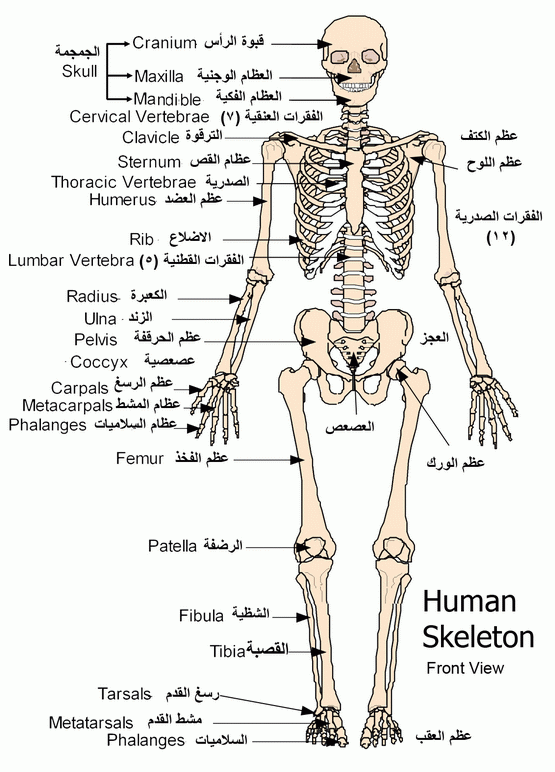 Cranium قبوة الرأس
الجمجمة
Skull
Maxilla العظام الوجنية
Mandible العظام الفكية
Cervical Vertebrae الفقرات العنقية (٧)
Clavicle الترقوة
عظم الكتف
Sternum عظام القص
عظم اللوح
Thoracic Vertebrae الصدرية
Humerus عظم العضد
الفقرات الصدرية
(١٢)
Rib الاضلاع
Lumbar Vertebra الفقرات القطنية (٥)
Radius الكعبرة
Ulna الزند
Pelvis عظم الحرقفة
العجز
Coccyx عصعصية
Carpals عظم الرسغ
Metacarpals عظام المشط
Phalanges عظام السلاميات
العصعص
Femur عظم الفخذ
عظم الورك
Patella الرضفة
Human
Skeleton
Front View
Fibula الشظية
Tibia القصبة
Tarsals رسغ القدم
Metatarsals مشط القدم
Phalanges السلاميات
عظم العقب